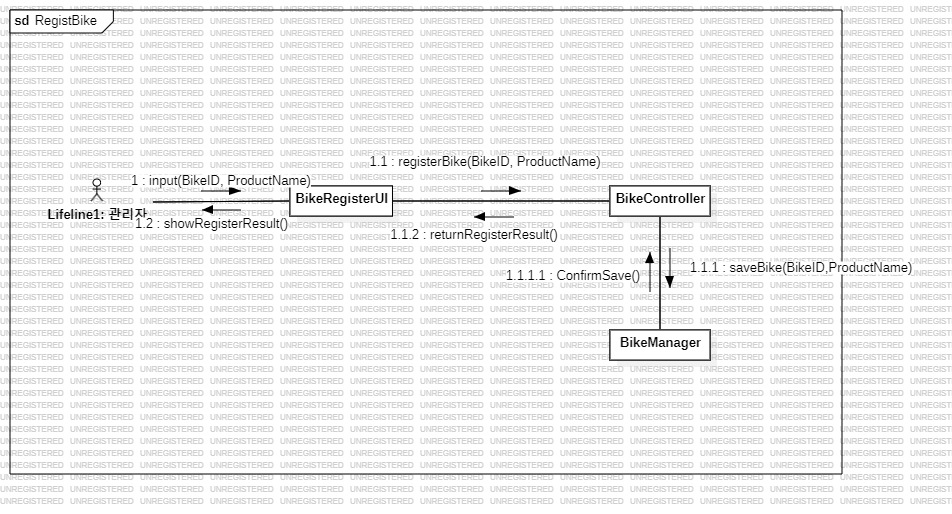 sd RegistBike
1.1 : registerBike(BikeID, ProductName)
1 : input(BikeID, ProductName)
BikeRegisterUI
BikeController
Lifeline1: 관리자
1.2 : showRegisterResult()
1.1.2 : returnRegisterResult()
1.1.1 : saveBike(BikeID,ProductName)
1.1.1.1 : ConfirmSave()
BikeManager
UNREGISTERED